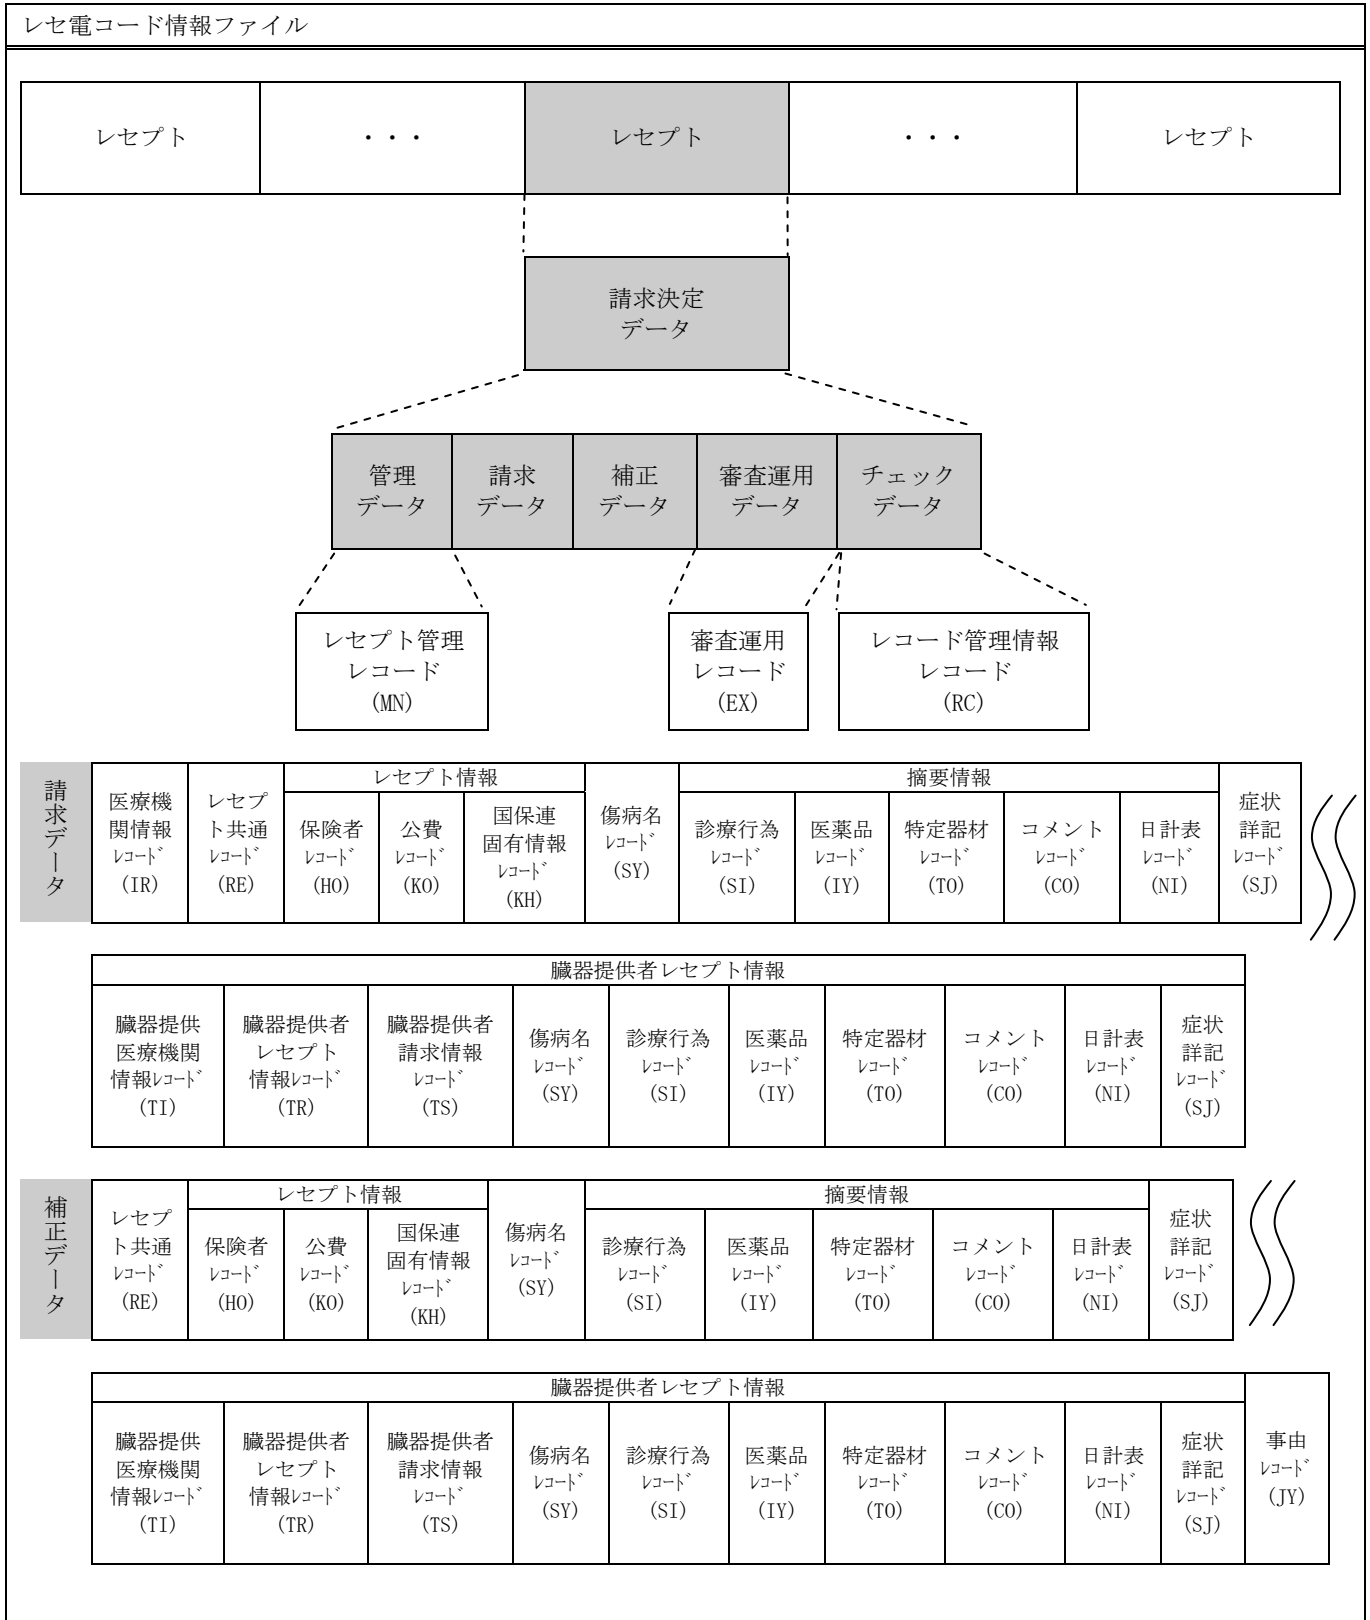 レセ電コード情報ファイル
レセプト
・・・
レセプト
・・・
レセプト
請求決定
データ
管理
データ
請求
データ
補正
データ
審査運用
データ
チェック
データ
レセプト管理
レコード
(MN)
審査運用
レコード
(EX)
レコード管理情報
レコード
(RC)
請求データ
医療機
関情報
ﾚｺｰﾄﾞ
(IR)
レセプ
ト共通
ﾚｺｰﾄﾞ
(RE)
レセプト情報
保険者
ﾚｺｰﾄﾞ
(HO)
公費
ﾚｺｰﾄﾞ
(KO)
国保連
固有情報
ﾚｺｰﾄﾞ
(KH)
傷病名
ﾚｺｰﾄﾞ
(SY)
摘要情報
診療行為
ﾚｺｰﾄﾞ
(SI)
医薬品
ﾚｺｰﾄﾞ
(IY)
特定器材
ﾚｺｰﾄﾞ
(TO)
コメント
ﾚｺｰﾄﾞ
(CO)
日計表
ﾚｺｰﾄﾞ
(NI)
症状
詳記
ﾚｺｰﾄﾞ
(SJ)
臓器提供者レセプト情報
臓器提供
医療機関
情報ﾚｺｰﾄﾞ
(TI)
臓器提供者
レセプト
情報ﾚｺｰﾄﾞ
(TR)
臓器提供者
請求情報
ﾚｺｰﾄﾞ
(TS)
傷病名
ﾚｺｰﾄﾞ
(SY)
診療行為
ﾚｺｰﾄﾞ
(SI)
医薬品
ﾚｺｰﾄﾞ
(IY)
特定器材
ﾚｺｰﾄﾞ
(TO)
コメント
ﾚｺｰﾄﾞ
(CO)
日計表
ﾚｺｰﾄﾞ
(NI)
症状
詳記
ﾚｺｰﾄﾞ
(SJ)
補正データ
レセプ
ト共通
ﾚｺｰﾄﾞ
(RE)
レセプト情報
保険者
ﾚｺｰﾄﾞ
(HO)
公費
ﾚｺｰﾄﾞ
(KO)
国保連
固有情報
ﾚｺｰﾄﾞ
(KH)
傷病名
ﾚｺｰﾄﾞ
(SY)
摘要情報
診療行為
ﾚｺｰﾄﾞ
(SI)
医薬品
ﾚｺｰﾄﾞ
(IY)
特定器材
ﾚｺｰﾄﾞ
(TO)
コメント
ﾚｺｰﾄﾞ
(CO)
日計表
ﾚｺｰﾄﾞ
(NI)
症状
詳記
ﾚｺｰﾄﾞ
(SJ)
臓器提供者レセプト情報
臓器提供
医療機関
情報ﾚｺｰﾄﾞ
(TI)
臓器提供者
レセプト
情報ﾚｺｰﾄﾞ
(TR)
臓器提供者
請求情報
ﾚｺｰﾄﾞ
(TS)
傷病名
ﾚｺｰﾄﾞ
(SY)
診療行為
ﾚｺｰﾄﾞ
(SI)
医薬品
ﾚｺｰﾄﾞ
(IY)
特定器材
ﾚｺｰﾄﾞ
(TO)
コメント
ﾚｺｰﾄﾞ
(CO)
日計表
ﾚｺｰﾄﾞ
(NI)
症状
詳記
ﾚｺｰﾄﾞ
(SJ)
事由
ﾚｺｰﾄﾞ
(JY)